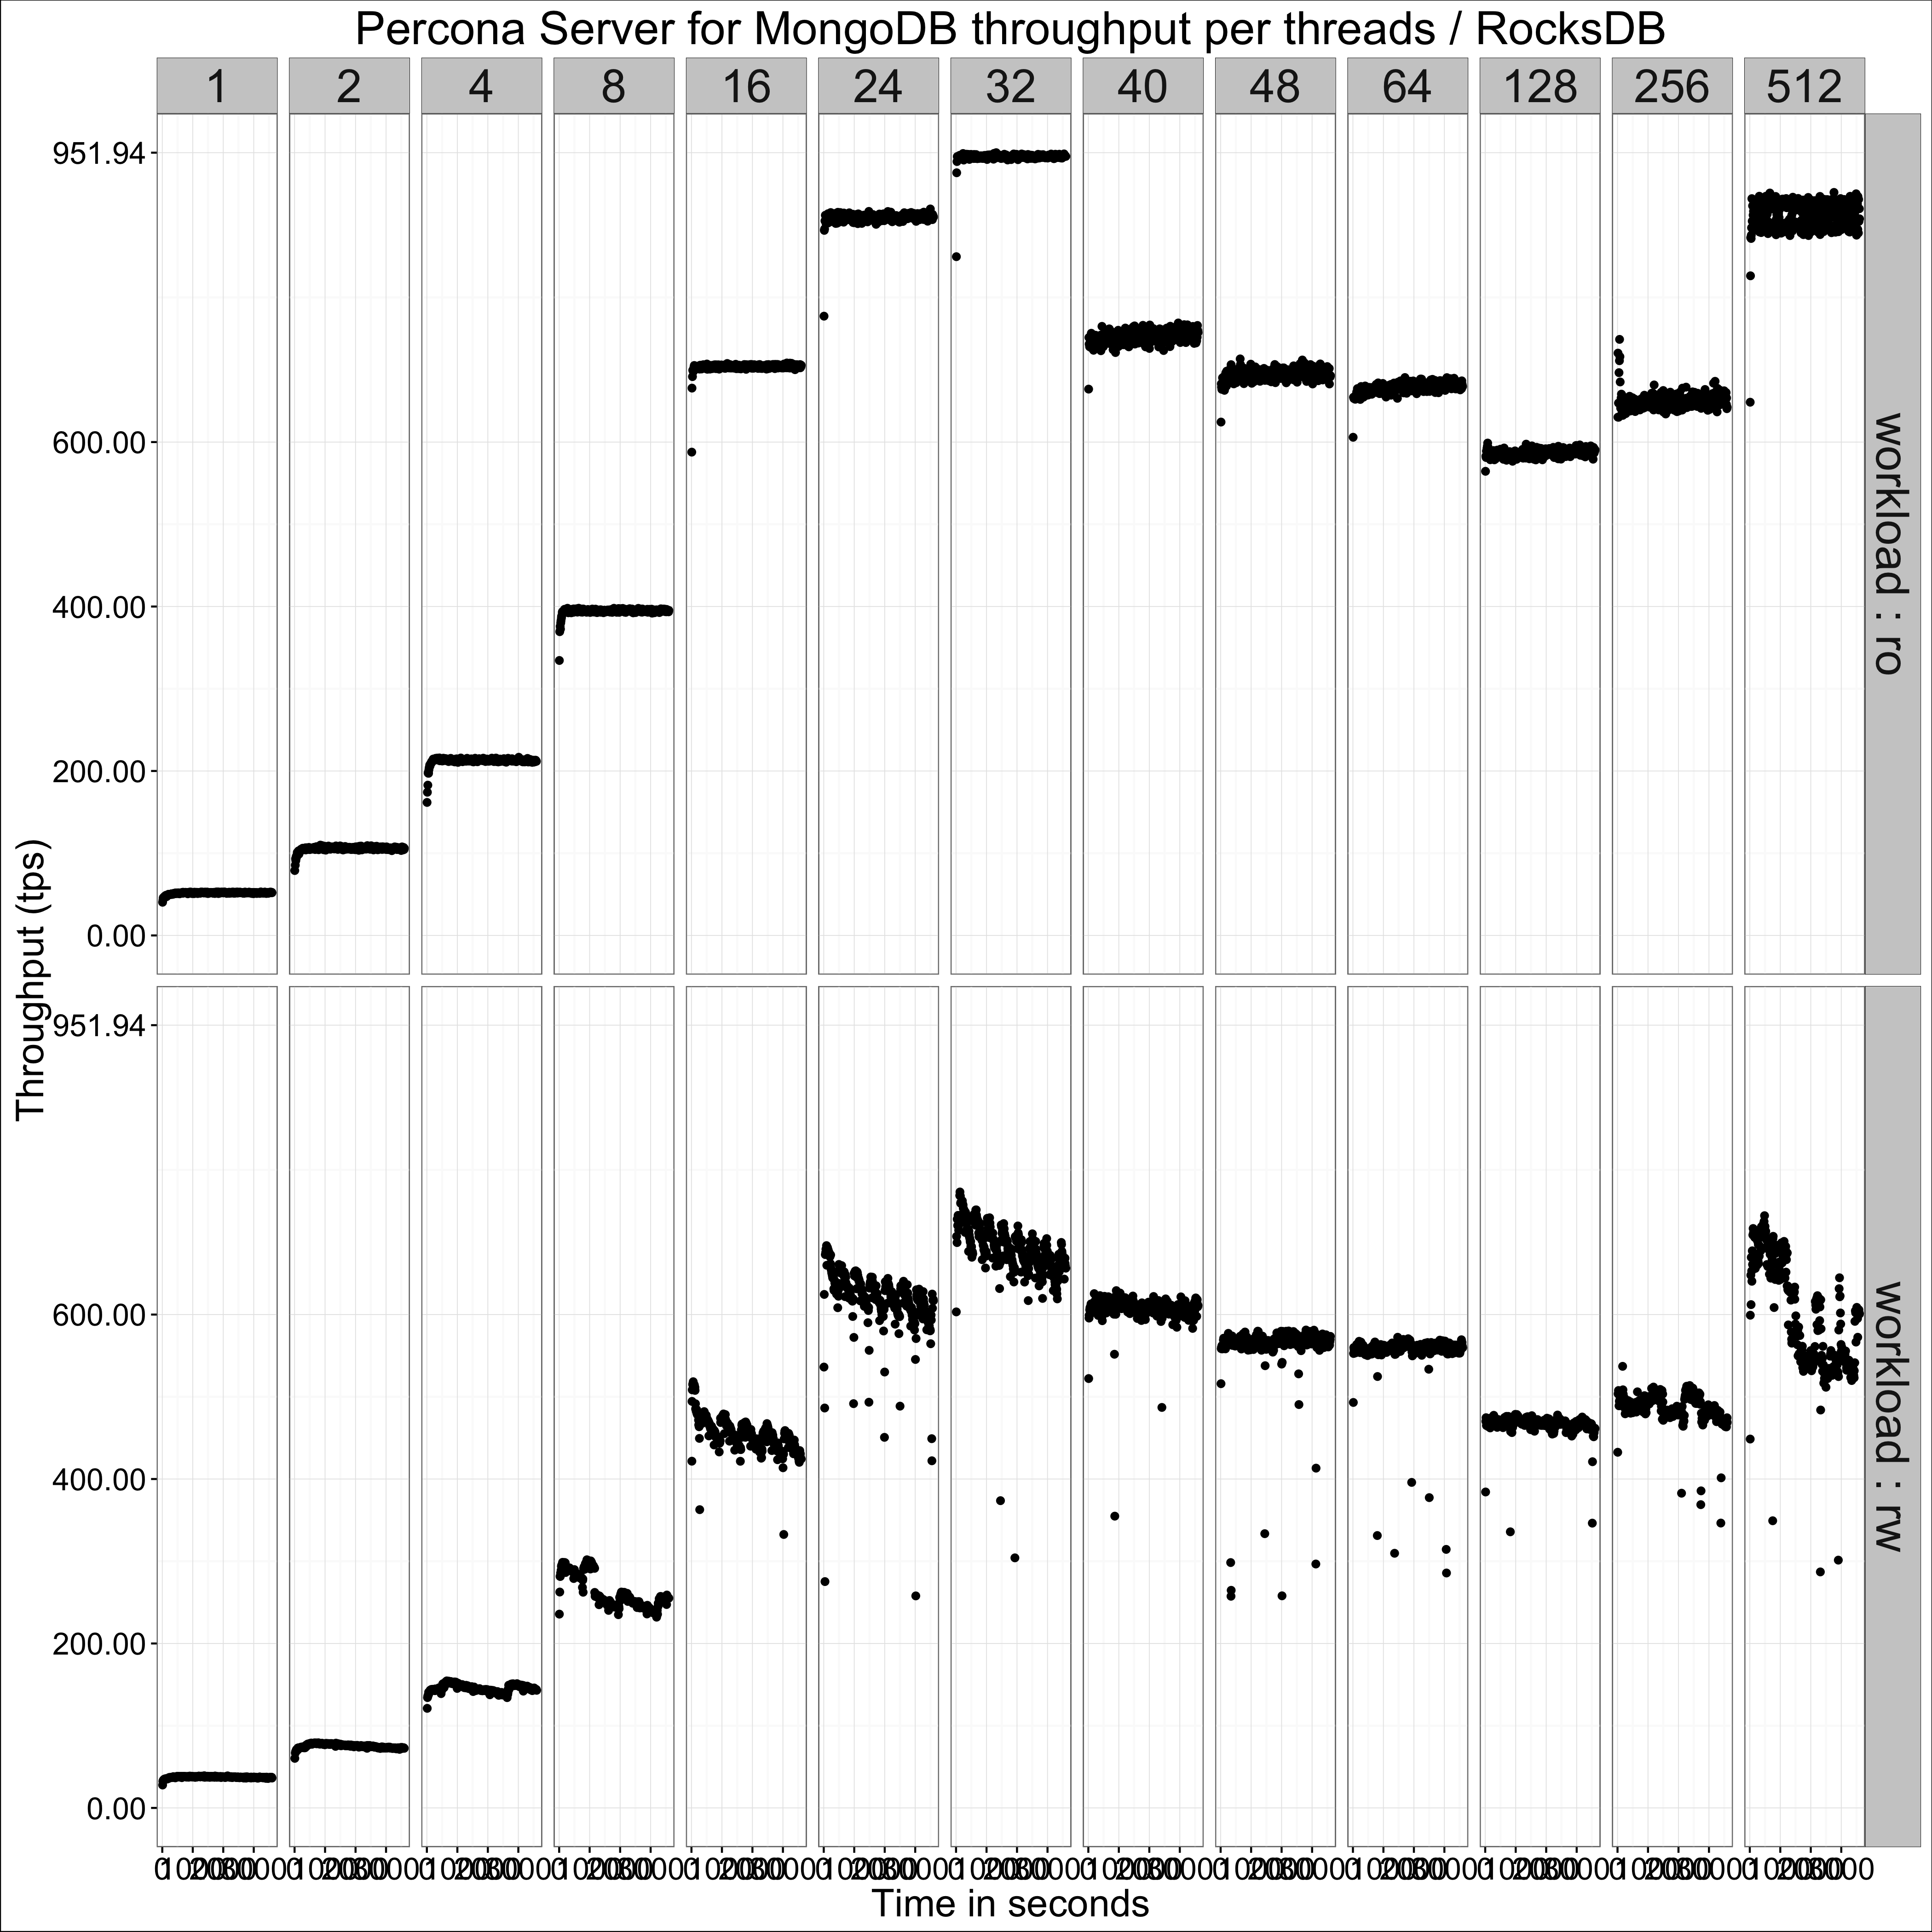 Percona Server for MongoDB throughput per threads / RocksDB
1 2 4 8 16 24 32 40 48 64 128 256 512
951.94
600.00
400.00
200.00
0.00
workload : ro
Throughput (tps)
951.94
600.00
400.00
200.00
0.00
workload : rw
Time in seconds